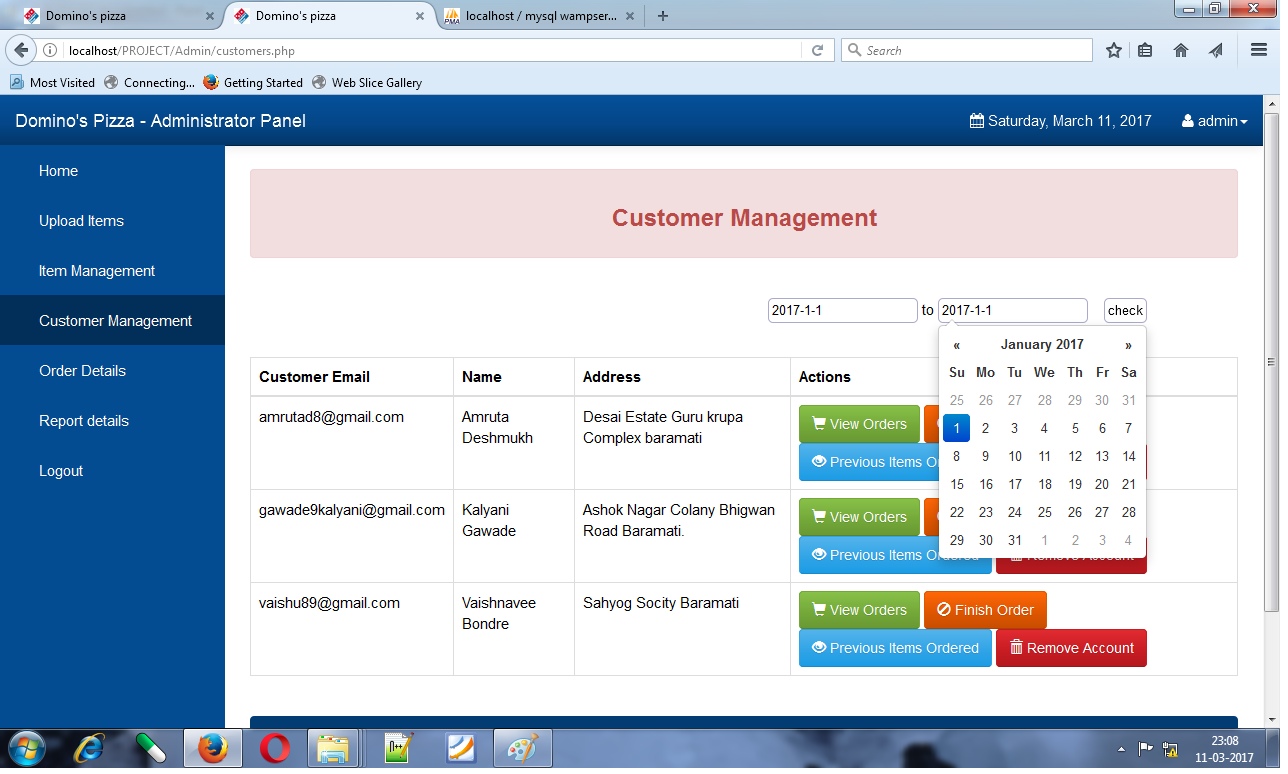 Domino's pizza
Domino's pizza
localhost / mysql wampser...
localhost/PROJECT/Admin/customers.php
Search
Most Visited
Connecting...
Getting Started
Web Slice Gallery
Domino's Pizza - Administrator Panel
Saturday, March 11, 2017
admin
Home
Upload Items
Item Management
Customer Management
Order Details
Report details
Logout
Customer Management
2017-1-1 to 2017-1-1 check
« January 2017 »
Su Mo Tu We Th Fr Sa
25 26 27 28 29 30 31
1 2 3 4 5 6 7
8 9 10 11 12 13 14
15 16 17 18 19 20 21
22 23 24 25 26 27 28
29 30 31 1 2 3 4
Customer Email Name Address Actions
amrutad8@gmail.com
Amruta
Deshmukh
Desai Estate Guru krupa
Complex baramati
View Orders
Previous Items Or
gawade9kalyani@gmail.com
Kalyani
Gawade
Ashok Nagar Colany Bhigwan
Road Baramati.
View Orders
Previous Items Ordered
Remove Account
vaishu89@gmail.com
Vaishnavee
Bondre
Sahyog Socity Baramati
View Orders
Finish Order
Previous Items Ordered
Remove Account
23:08
11-03-2017